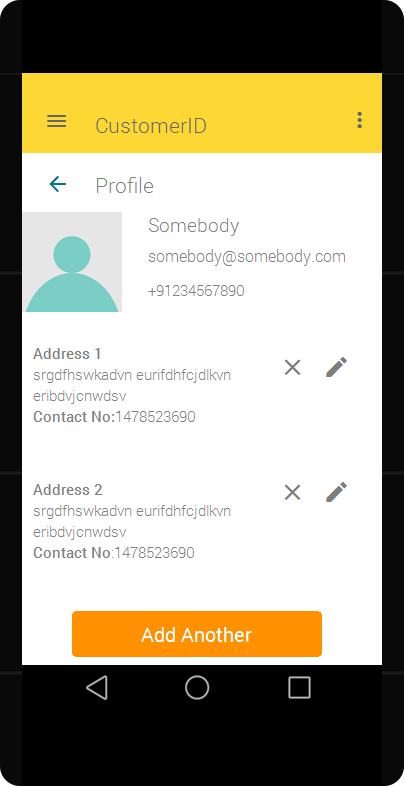 CustomerID
Profile
Somebody
somebody@somebody.com
+91234567890
Address 1
srgdfhswkadvn eurifdhfcjdlkvn
eribdvjcnwdsv
Contact No:1478523690
Address 2
srgdfhswkadvn eurifdhfcjdlkvn
eribdvjcnwdsv
Contact No:1478523690
Add Another